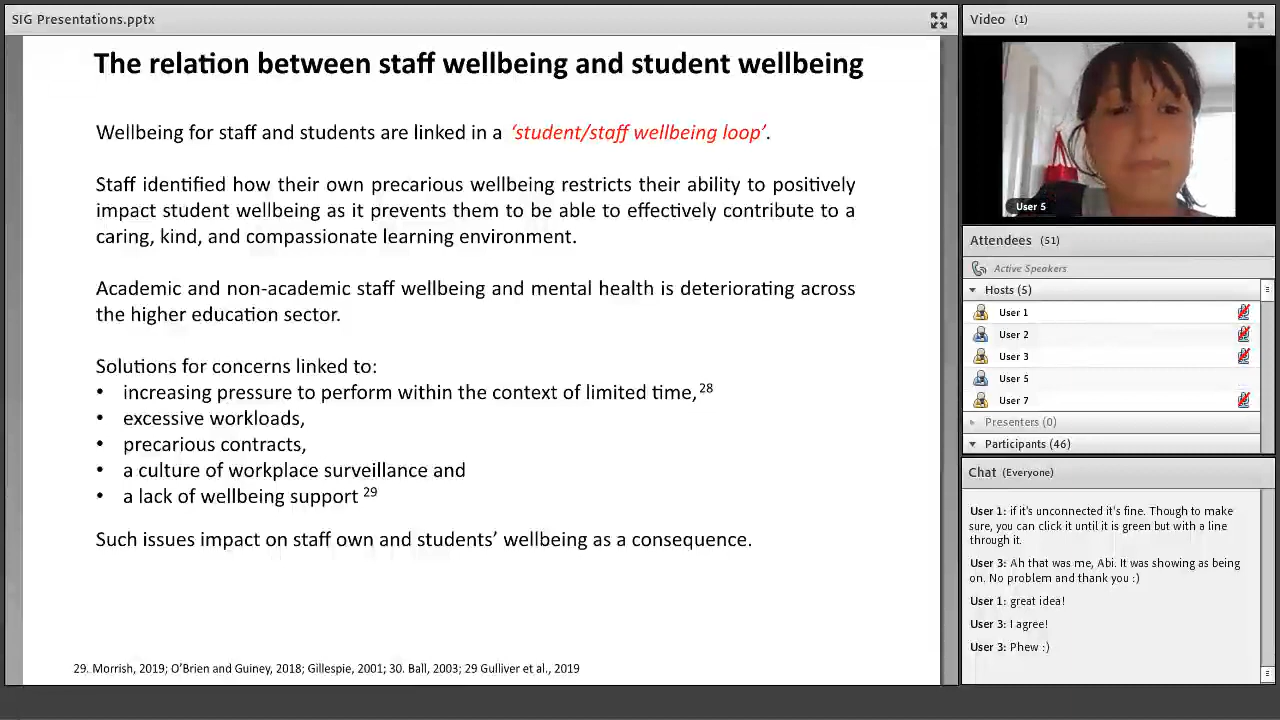 SIG Presentations.pptx
The relation between staff wellbeing and student wellbeing
Wellbeing for staff and students are linked in a ‘student/staff wellbeing loop’.
Staff identified how their own precarious wellbeing restricts their ability to positively
impact student wellbeing as it prevents them to be able to effectively contribute to a
caring, kind, and compassionate learning environment.
Academic and non-academic staff wellbeing and mental health is deteriorating across
the higher education sector.
Solutions for concerns linked to:
• increasing pressure to perform within the context of limited time,28
• excessive workloads,
• precarious contracts,
• a culture of workplace surveillance and
• a lack of wellbeing support 29
Such issues impact on staff own and students’ wellbeing as a consequence.
29. Morrish, 2019; O’Brien and Guiney, 2018; Gillespie, 2001; 30. Ball, 2003; 29 Gulliver et al., 2019
Video (1)
User 5
Attendees (51)
Active Speakers
Hosts (5)
User 1
User 2
User 3
User 5
User 7
Presenters (0)
Participants (46)
Chat (Everyone)
User 1: if it's unconnected it's fine. Though to make
sure, you can click it until it is green but with a line
through it.
User 3: Ah that was me, Abi. It was showing as being
on. No problem and thank you :)
User 1: great idea!
User 3: I agree!
User 3: Phew :)